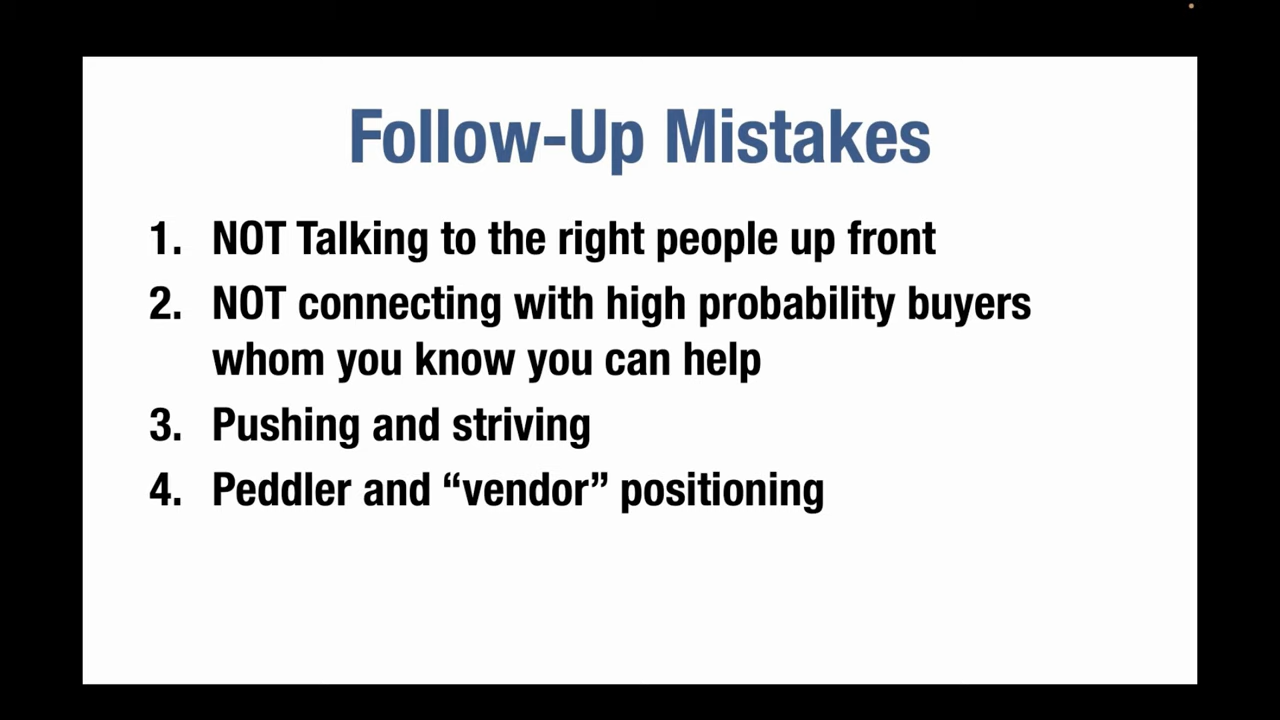 Follow-Up Mistakes
1. NOT Talking to the right people up front
2. NOT connecting with high probability buyers
whom you know you can help
3. Pushing and striving
4. Peddler and “vendor” positioning